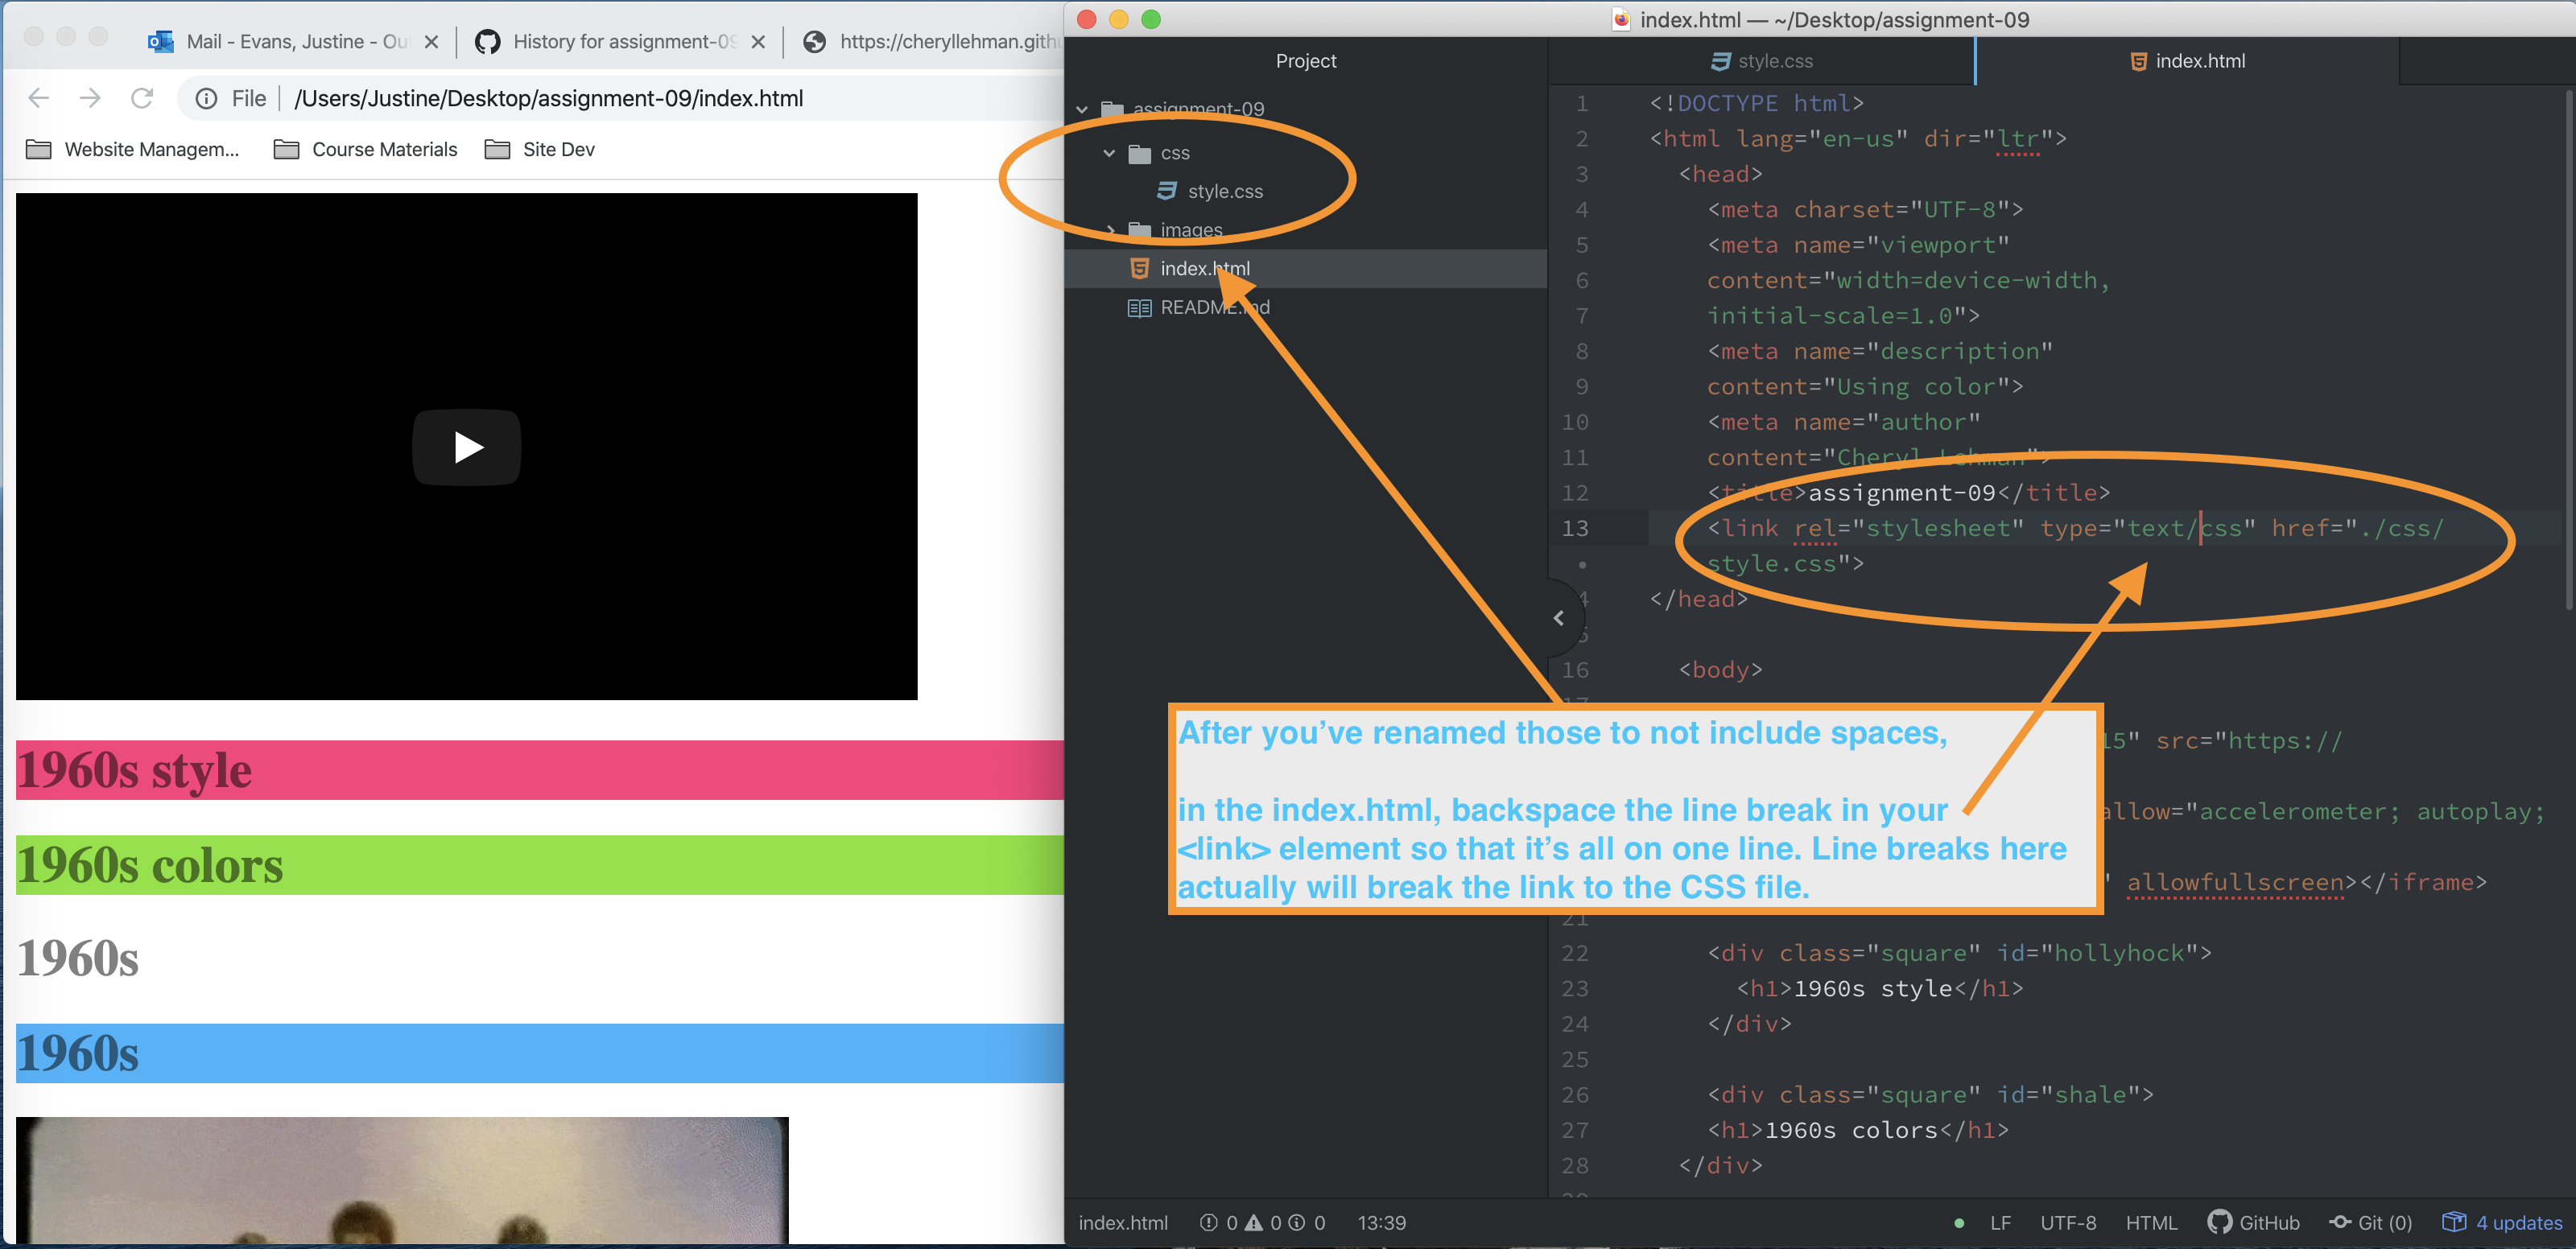 Mail - Evans, Justine - Ou
History for assignment-09
https://cheryllehman.githu
File /Users/Justine/Desktop/assignment-09/index.html
Website Managem...
Course Materials
Site Dev
1960s style
1960s colors
1960s
1960s
index.html — ~/Desktop/assignment-09
Project
style.css
index.html
assignment-09
css
style.css
images
index.html
README.md
1 <!DOCTYPE html>
2 <html lang="en-us" dir="ltr">
3 <head>
4 <meta charset="UTF-8">
5 <meta name="viewport"
6 content="width=device-width,
7 initial-scale=1.0">
8 <meta name="description"
9 content="Using color">
10 <meta name="author"
11 content="Cheryl Lehman">
12 <title>assignment-09</title>
13 <link rel="stylesheet" type="text/css" href="./css/
• style.css">
4 </head>
5
16 <body>
17
15" src="https://
allow="accelerometer; autoplay;
" allowfullscreen></iframe>
21
22 <div class="square" id="hollyhock">
23 <h1>1960s style</h1>
24 </div>
25
26 <div class="square" id="shale">
27 <h1>1960s colors</h1>
28 </div>
After you’ve renamed those to not include spaces,
in the index.html, backspace the line break in your
<link> element so that it’s all on one line. Line breaks here
actually will break the link to the CSS file.
index.html 0 0 0 13:39
LF UTF-8 HTML GitHub Git (0) 4 updates